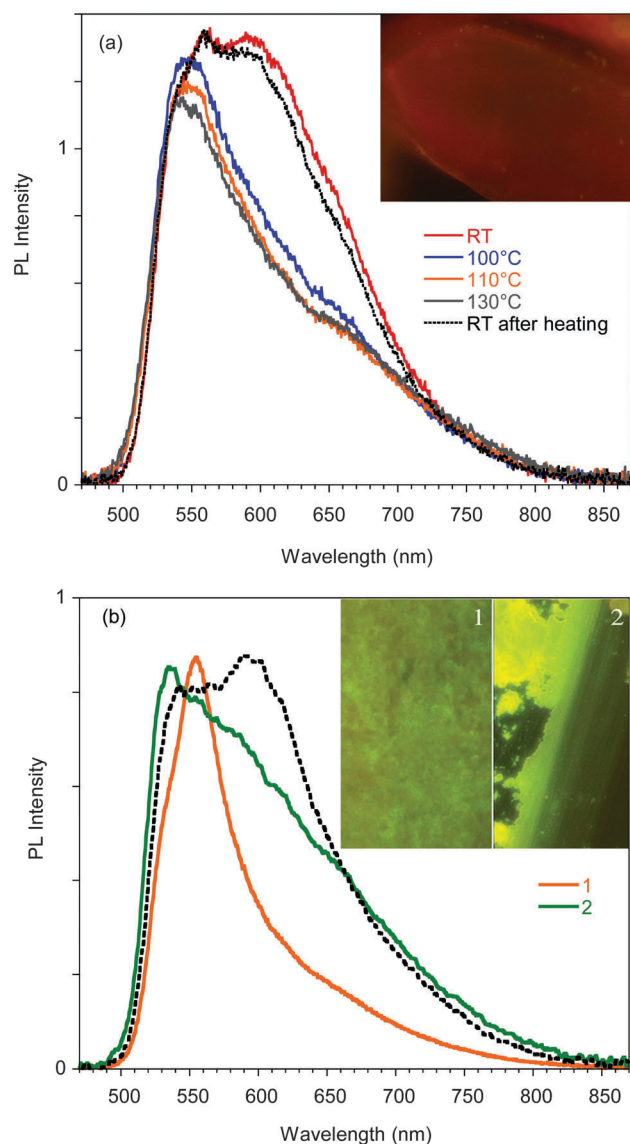 (a)
1
PL Intensity
RT
100°C
110°C
130°C
RT after heating
0
500 550 600 650 700 750 800 850
Wavelength (nm)
1
(b)
1 2
PL Intensity
1
2
0
500 550 600 650 700 750 800 850
Wavelength (nm)